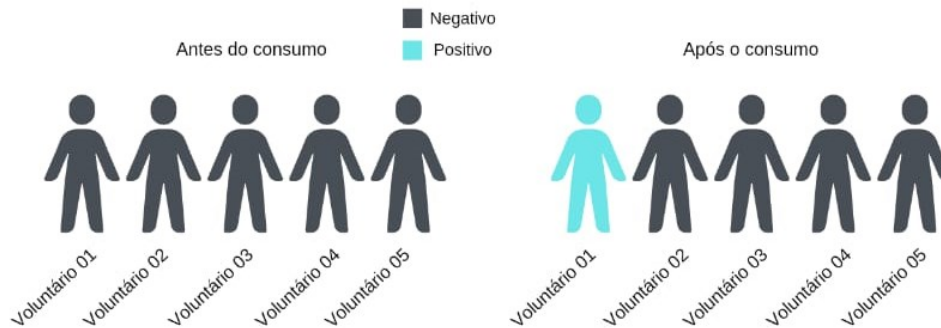 Negativo
Positivo
Antes do consumo
Após o consumo
Voluntário 01
Voluntário 02
Voluntário 03
Voluntário 04
Voluntário 05
Voluntário 01
Voluntário 02
Voluntário 03
Voluntário 04
Voluntário 05